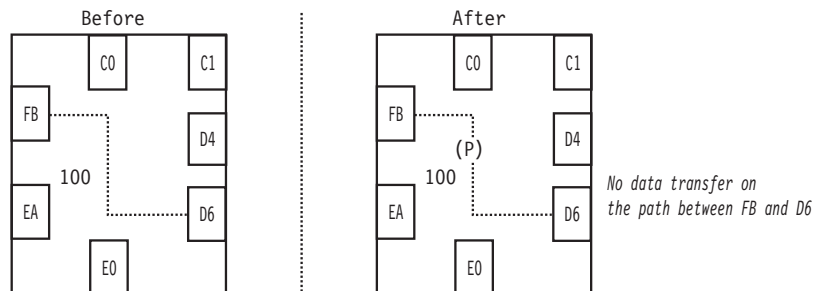 Before
After
C0
C1
FB
D4
100
EA
D6
E0
C0
C1
FB
D4
(P)
100
EA
D6
E0
No data transfer on
the path between FB and D6